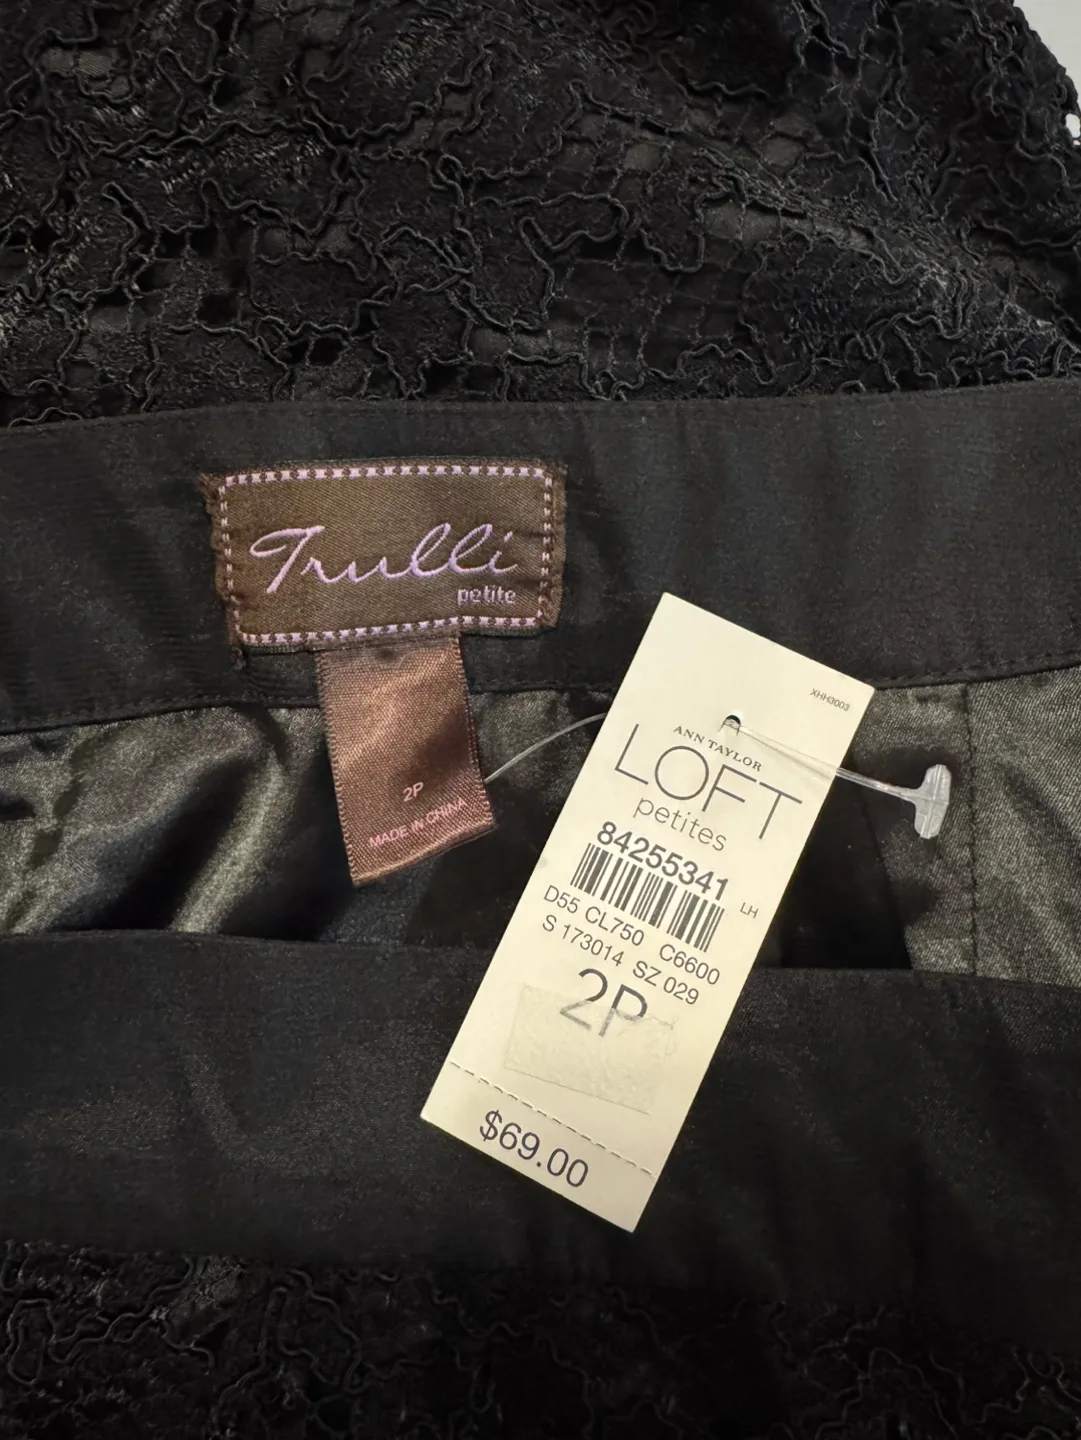 Trulli
petite
2P
MADE IN CHINA
XHH3003
ANN TAYLOR
LOFT
petites
84255341
LH
D55 CL750 C6600
S 173014 SZ 029
2P
$69.00